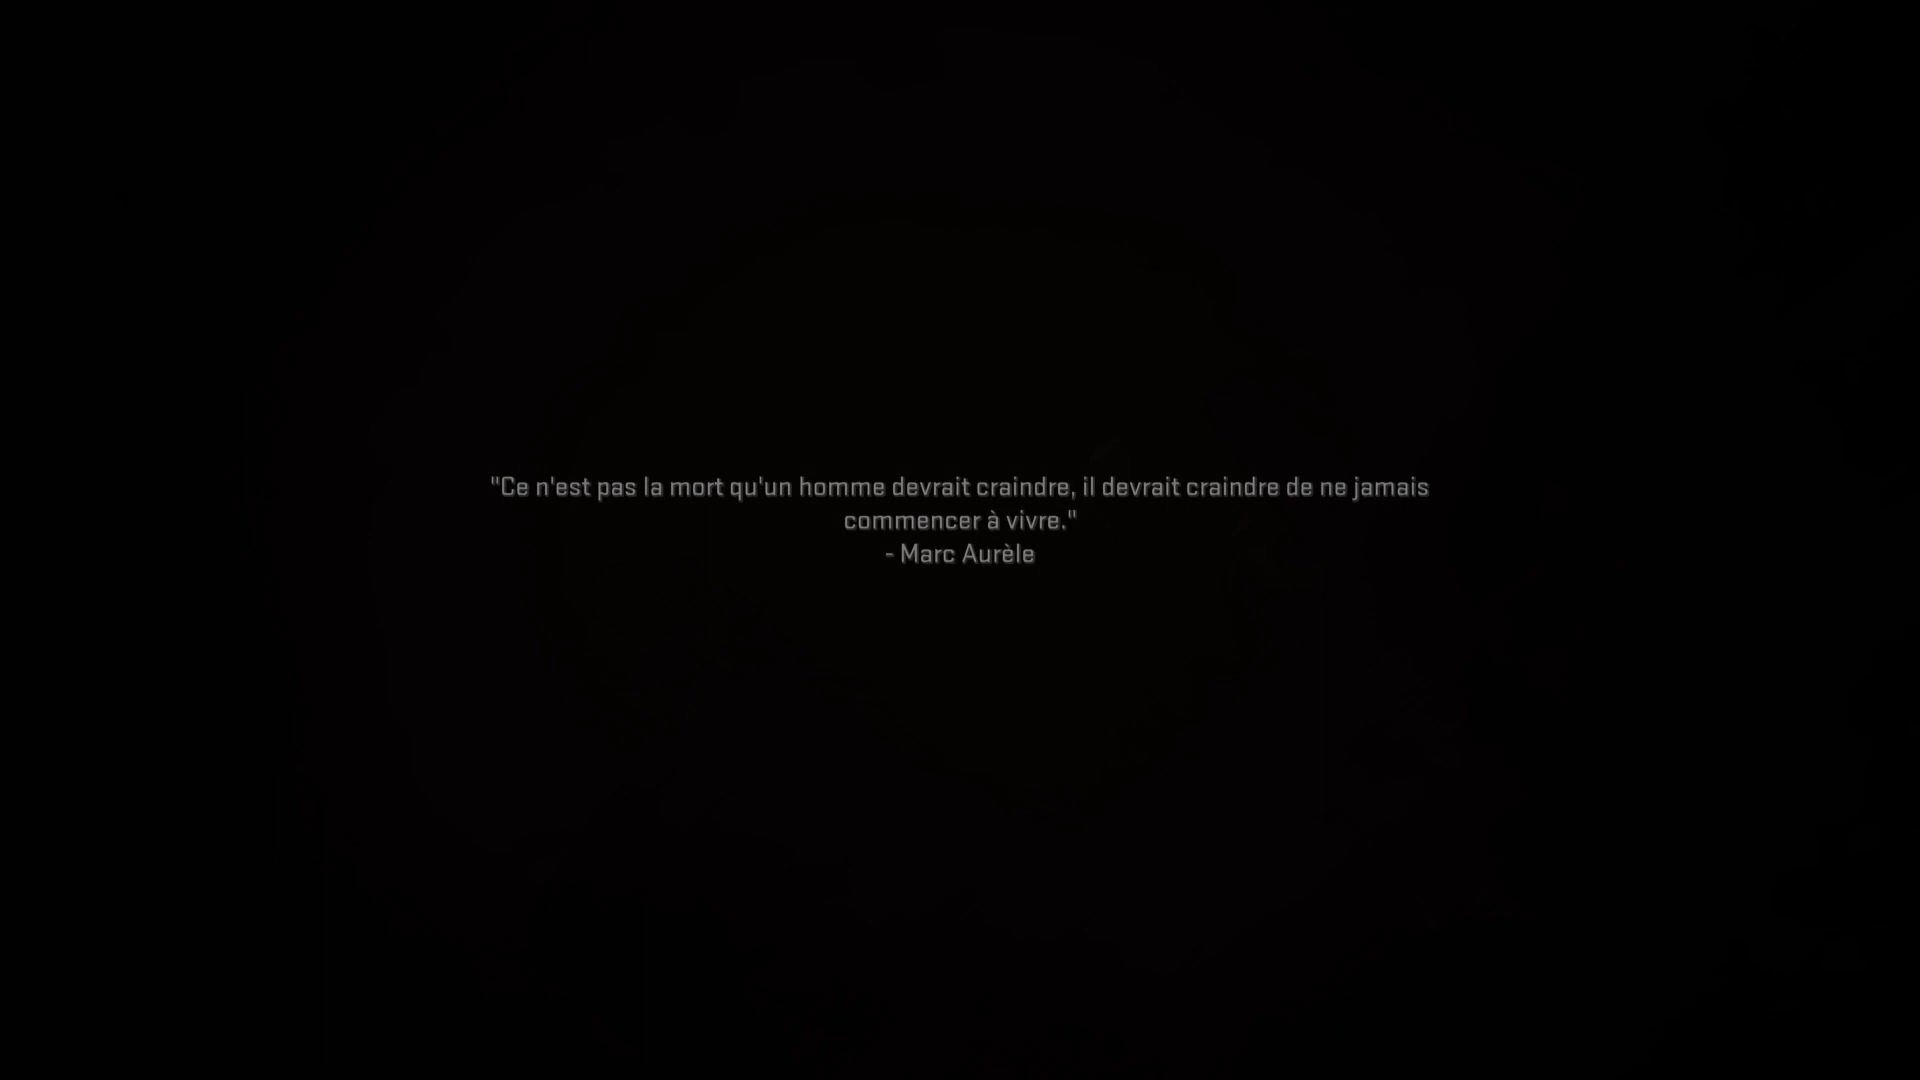 "Ce n'est pas la mort qu'un homme devrait craindre, il devrait craindre de ne jamais
commencer à vivre."
- Marc Aurèle